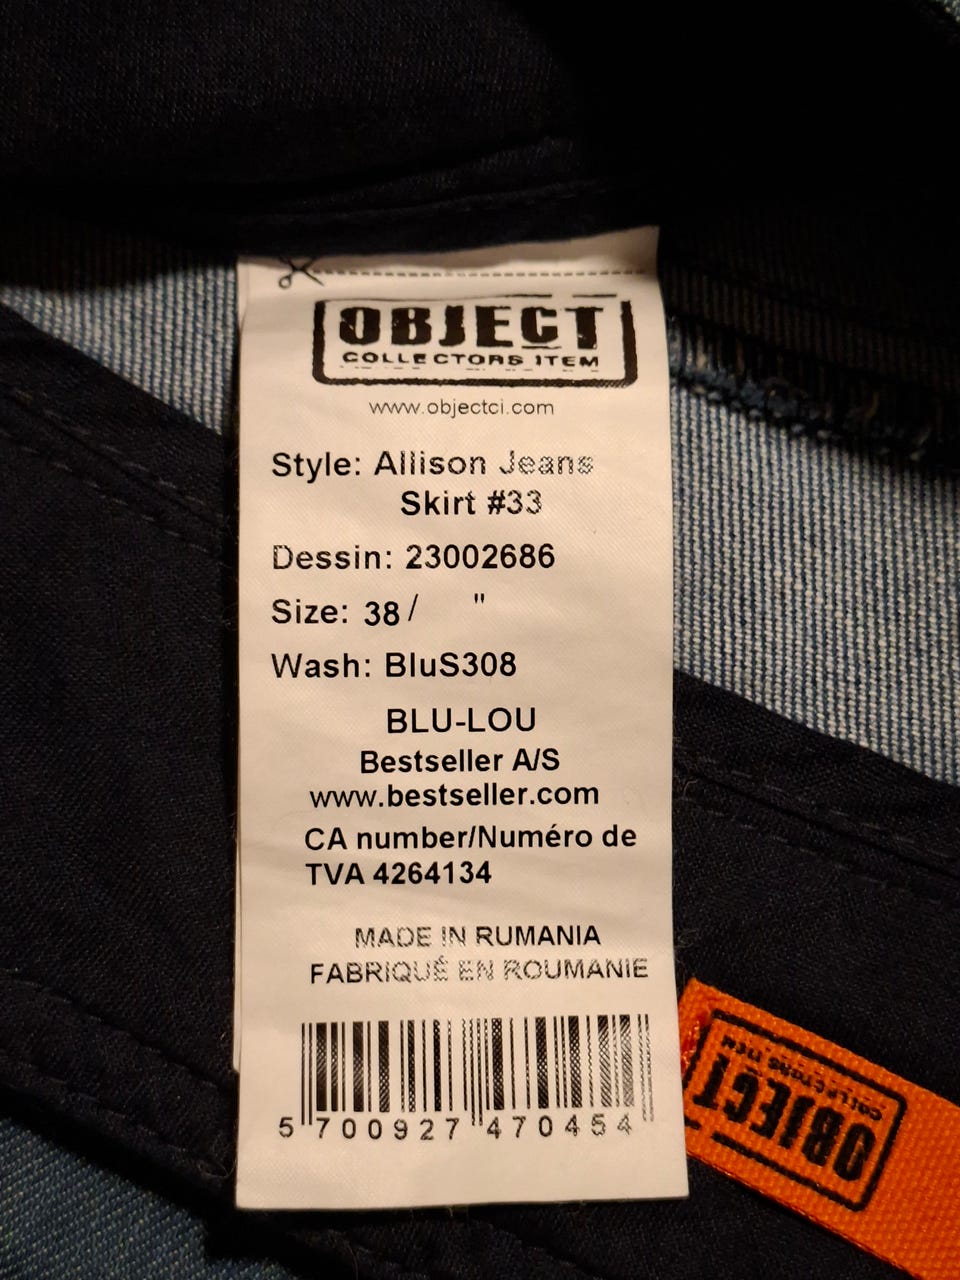 OBJECT
COLLECTORS ITEM
www.objectci.com
Style: Allison Jeans
Skirt #33
Dessin: 23002686
Size: 38/ "
Wash: BluS308
BLU-LOU
Bestseller A/S
www.bestseller.com
CA number/Numéro de
TVA 4264134
MADE IN RUMANIA
FABRIQUÉ EN ROUMANIE
5 700927 470454
OBJECT
COLLECTORS ITEM